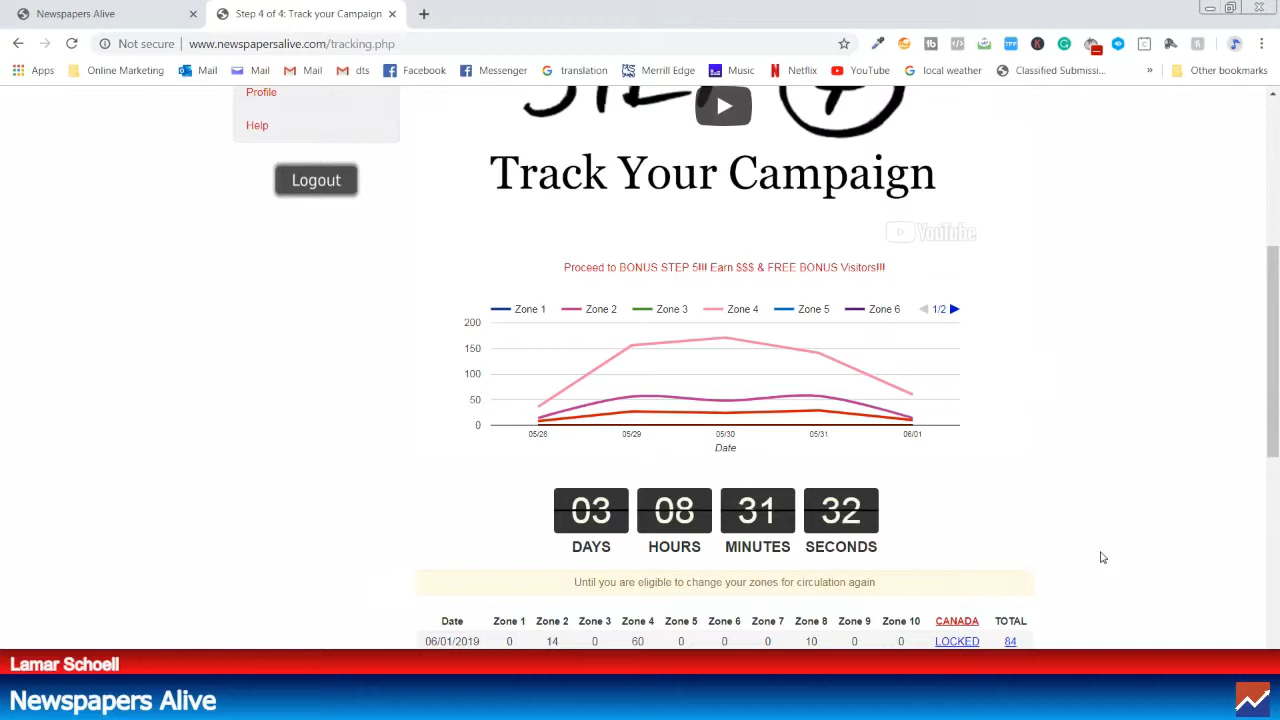 Newspapers Alive
Step 4 of 4: Track your Campaign
Not secure | www.newspapersalive.com/tracking.php
Apps Online Marketing Mail Mail Mail dts Facebook Messenger translation Merrill Edge Music Netflix YouTube local weather Classified Submissi... » Other bookmarks
Profile
Help
Logout
Track Your Campaign
YouTube
Proceed to BONUS STEP 5!!! Earn $$$ & FREE BONUS Visitors!!!
Zone 1 Zone 2 Zone 3 Zone 4 Zone 5 Zone 6 1/2
200
150
100
50
0
05/28 05/29 05/30 05/31 06/01
Date
03 08 31 32
DAYS HOURS MINUTES SECONDS
Until you are eligible to change your zones for circulation again
Date Zone 1 Zone 2 Zone 3 Zone 4 Zone 5 Zone 6 Zone 7 Zone 8 Zone 9 Zone 10 CANADA TOTAL
06/01/2019 0 14 0 60 0 0 0 10 0 0 LOCKED 84
Lamar Schoell
Newspapers Alive